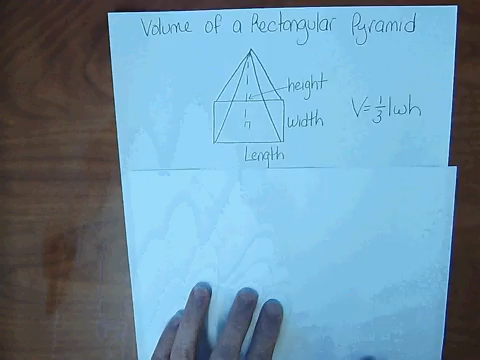 Volume of a Rectangular Pyramid
height
width
V = 1/3 lwh
Length